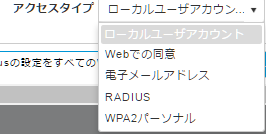 アクセスタイプ ローカルユーザアカウン...
ローカルユーザアカウント
Webでの同意
usの設定をすべての
電子メールアドレス
RADIUS
WPA2パーソナル